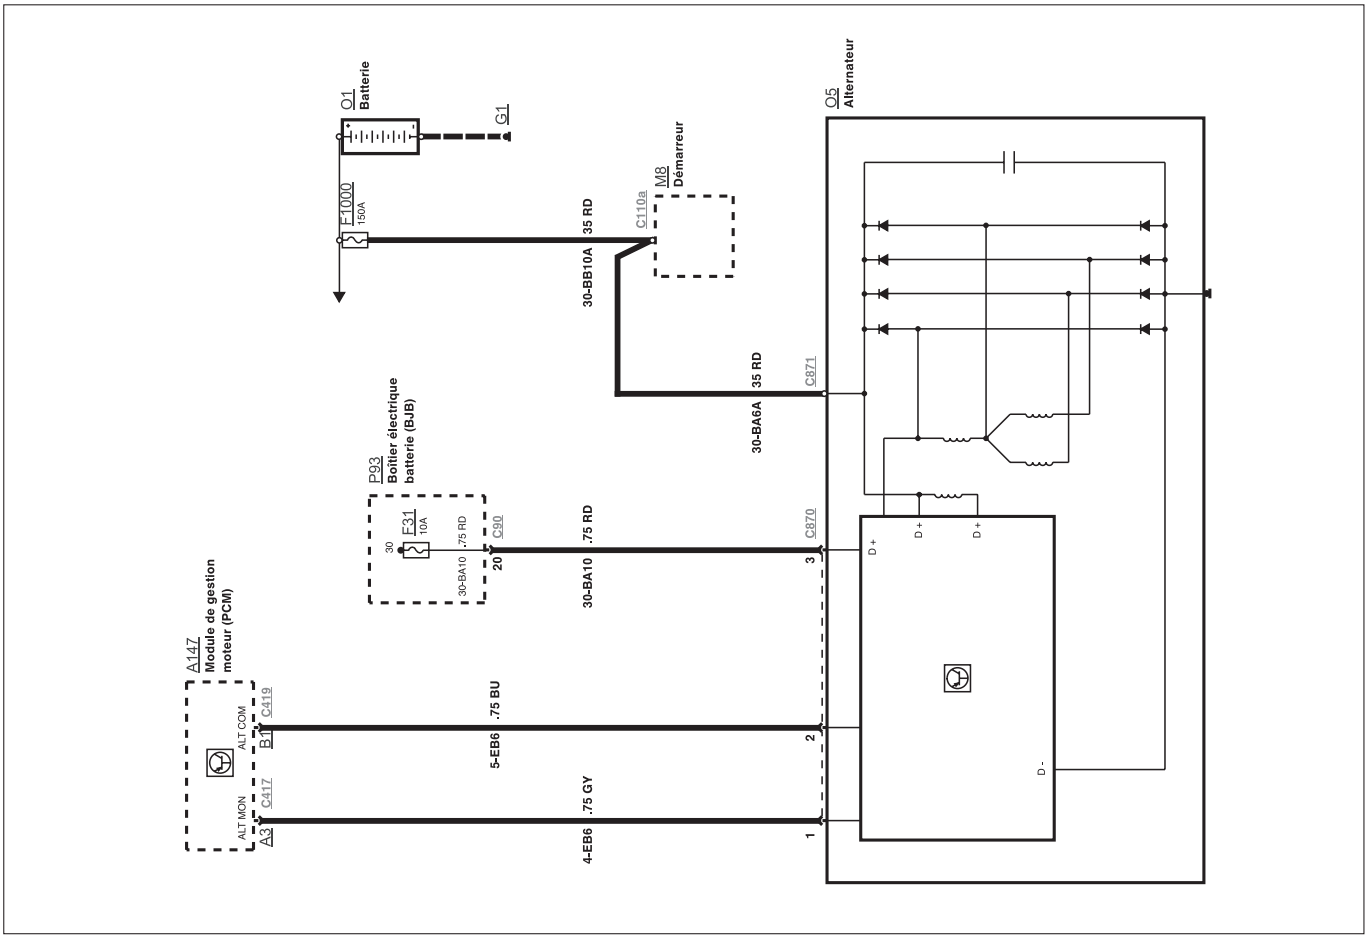 O1
Batterie
+
-
G1
F1000
150A
30-BB10A 35 RD
C110a
M8
Démarreur
O5
Alternateur
30-BA6A 35 RD
C871
P93
Boîtier électrique
batterie (BJB)
30
F31
10A
30-BA10 .75 RD
C90
20
30-BA10 .75 RD
C870
3
D +
D +
D +
A147
Module de gestion
moteur (PCM)
ALT COM
C419
B1
5-EB6 .75 BU
2
ALT MON
C417
A3
4-EB6 .75 GY
1
D -